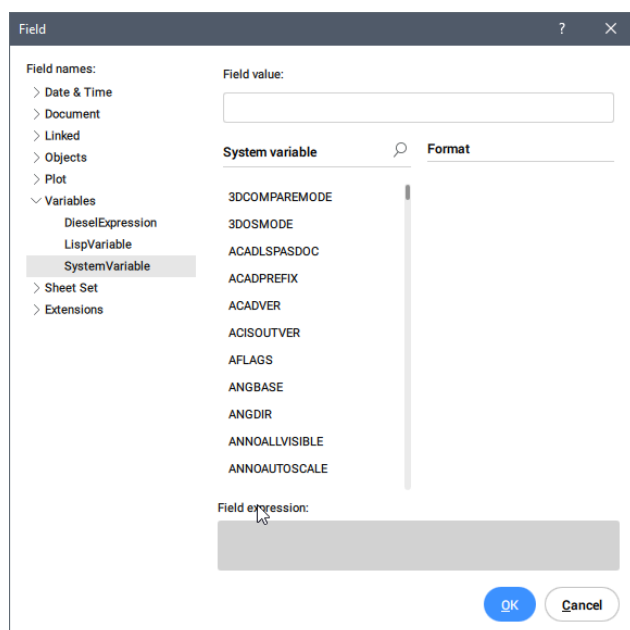 Field
Field names:
Date & Time
Document
Linked
Objects
Plot
Variables
DieselExpression
LispVariable
SystemVariable
Sheet Set
Extensions
Field value:
System variable
3DCOMPAREMODE
3DOSMODE
ACADLSPASDOC
ACADPREFIX
ACADVER
ACISOUTVER
AFLAGS
ANGBASE
ANGDIR
ANNOALLVISIBLE
ANNOAUTOSCALE
Format
Field expression:
OK
Cancel